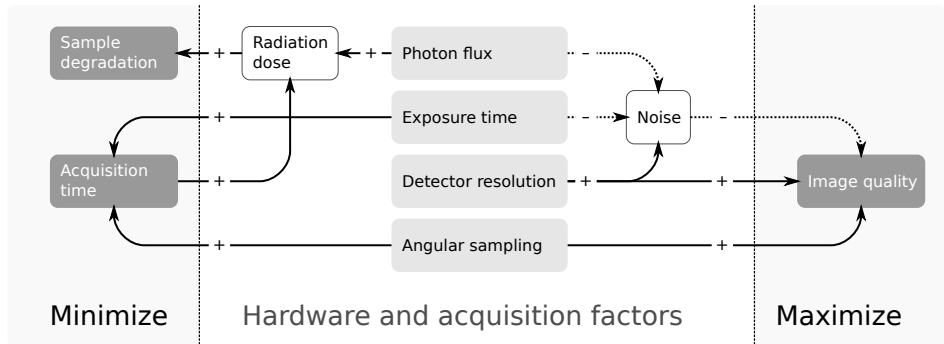 Sample
degradation
+
Radiation
dose
+
Photon flux
–
+
Exposure time
–
Noise
–
Acquisition
time
+
Detector resolution
+
+
Image quality
+
Angular sampling
+
Minimize
Hardware and acquisition factors
Maximize